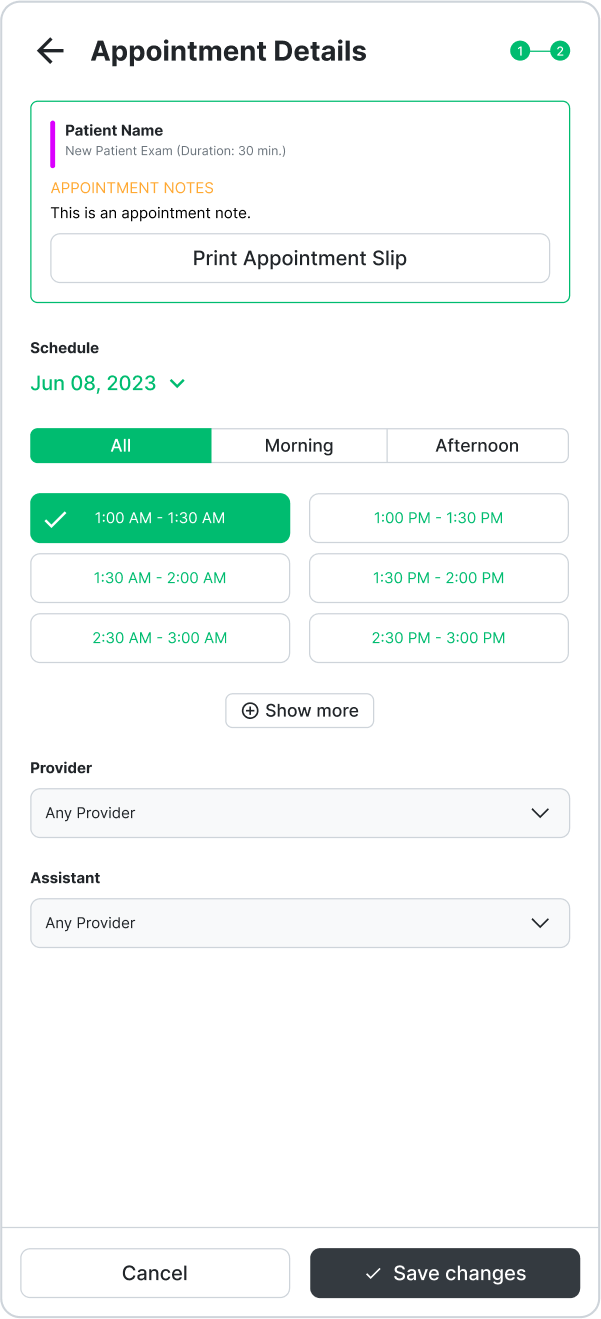 Appointment Details
1 2
Patient Name
New Patient Exam (Duration: 30 min.)
APPOINTMENT NOTES
This is an appointment note.
Print Appointment Slip
Schedule
Jun 08, 2023
All Morning Afternoon
1:00 AM - 1:30 AM 1:00 PM - 1:30 PM
1:30 AM - 2:00 AM 1:30 PM - 2:00 PM
2:30 AM - 3:00 AM 2:30 PM - 3:00 PM
Show more
Provider
Any Provider
Assistant
Any Provider
Cancel Save changes